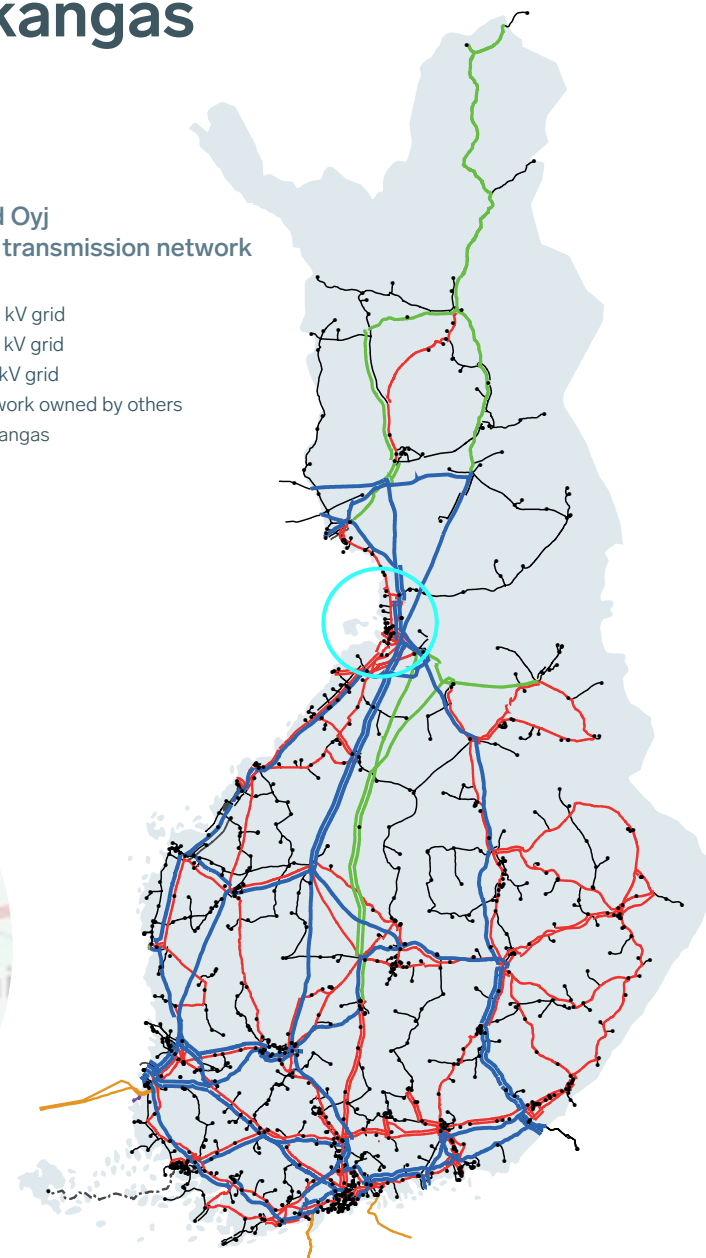 kangas
d Oyj
transmission network
kV grid
kV grid
kV grid
work owned by others
angas